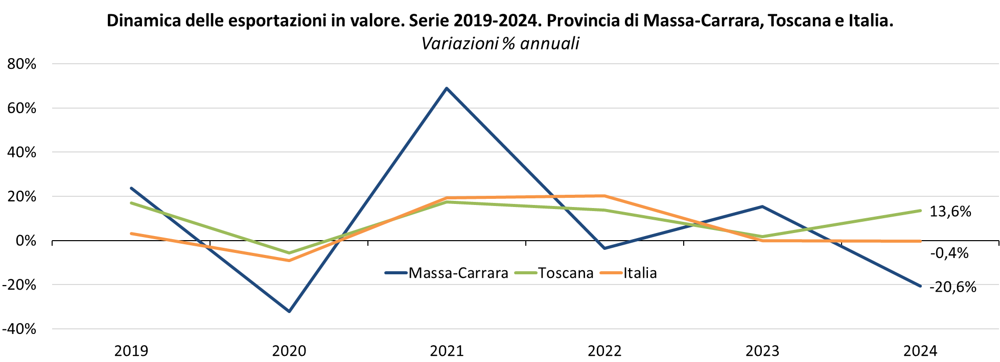 Dinamica delle esportazioni in valore. Serie 2019-2024. Provincia di Massa-Carrara, Toscana e Italia.
Variazioni % annuali
80%
60%
40%
20%
0%
-20%
-40%
13,6%
-0,4%
-20,6%
Massa-Carrara Toscana Italia
2019 2020 2021 2022 2023 2024